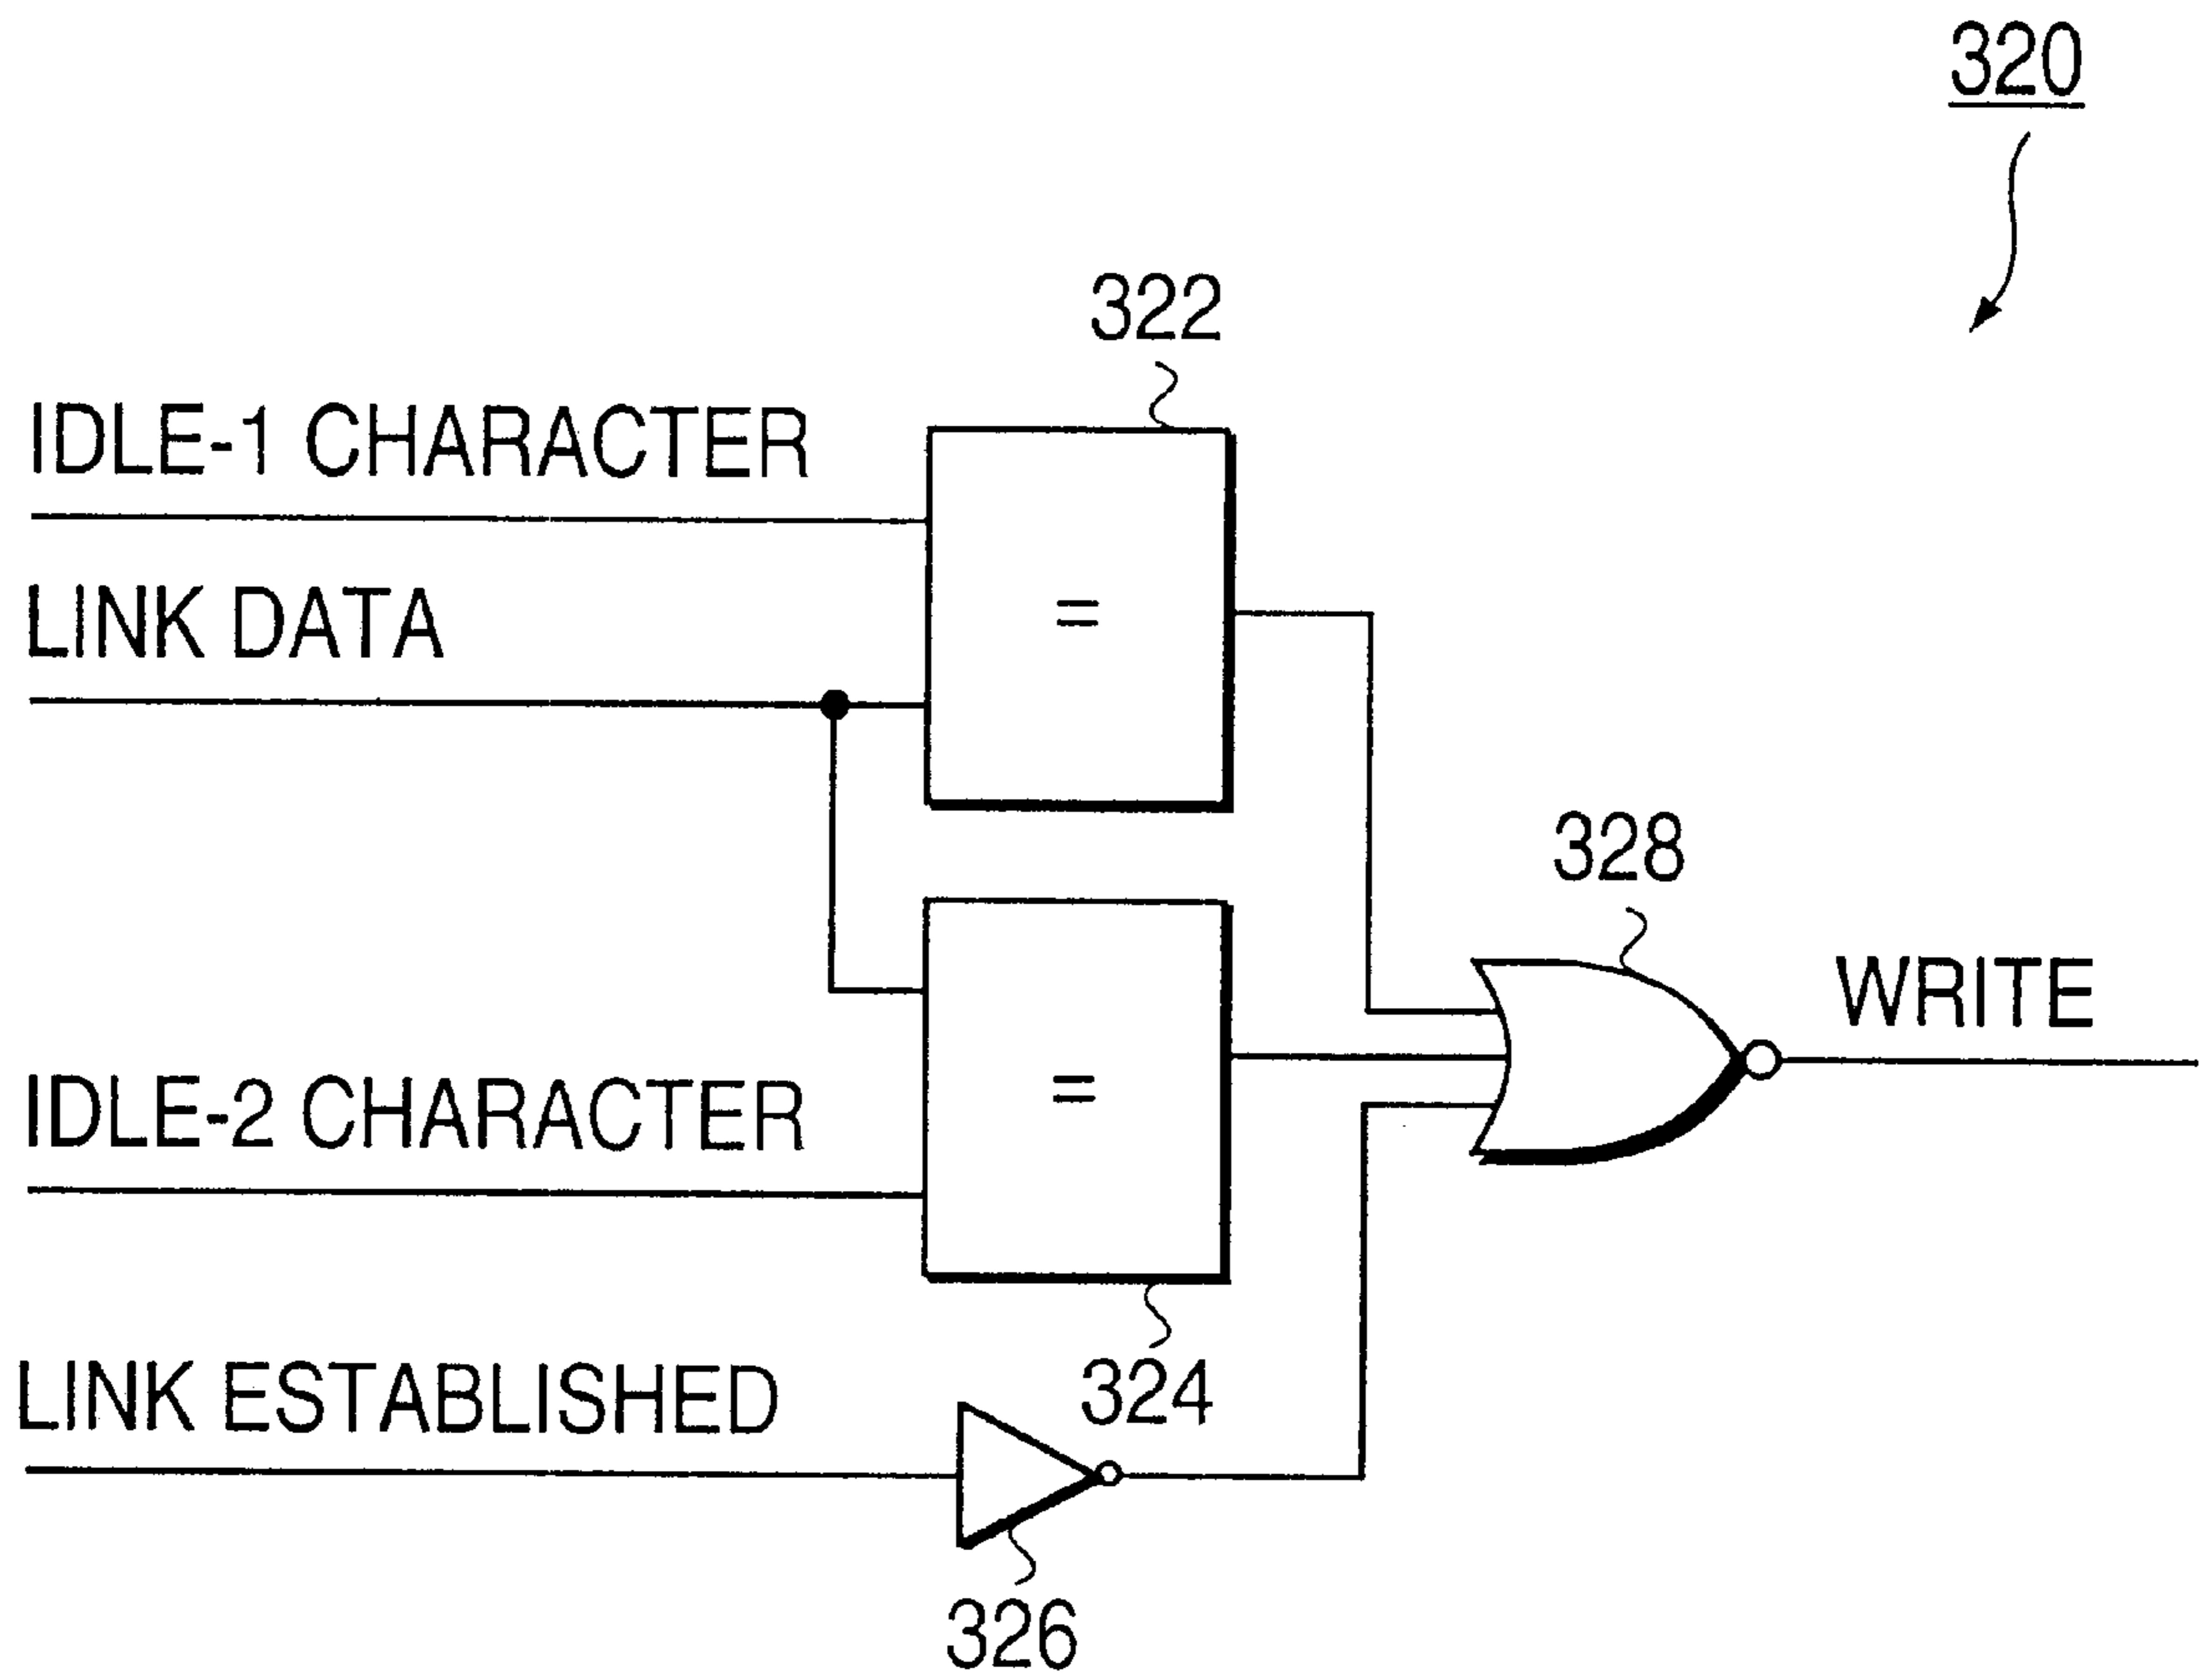 320
322
IDLE-1 CHARACTER
LINK DATA
=
328
WRITE
=
IDLE-2 CHARACTER
324
LINK ESTABLISHED
326